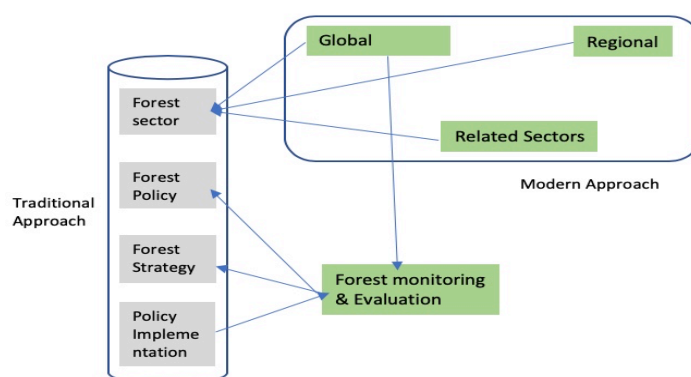 Global
Regional
Forest
sector
Related Sectors
Forest
Policy
Modern Approach
Traditional
Approach
Forest
Strategy
Forest monitoring
& Evaluation
Policy
Impleme
ntation